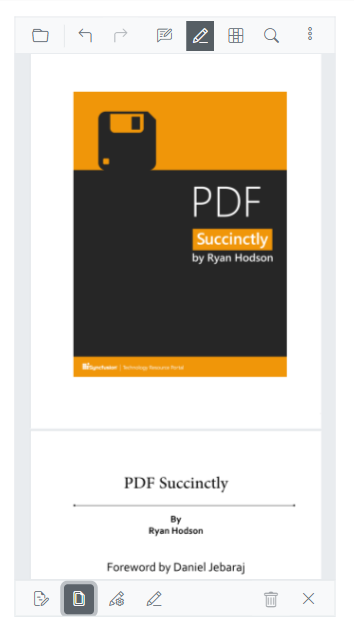 PDF
Succinctly
by Ryan Hodson
Syncfusion | Technology Resource Portal
PDF Succinctly
By
Ryan Hodson
Foreword by Daniel Jebaraj